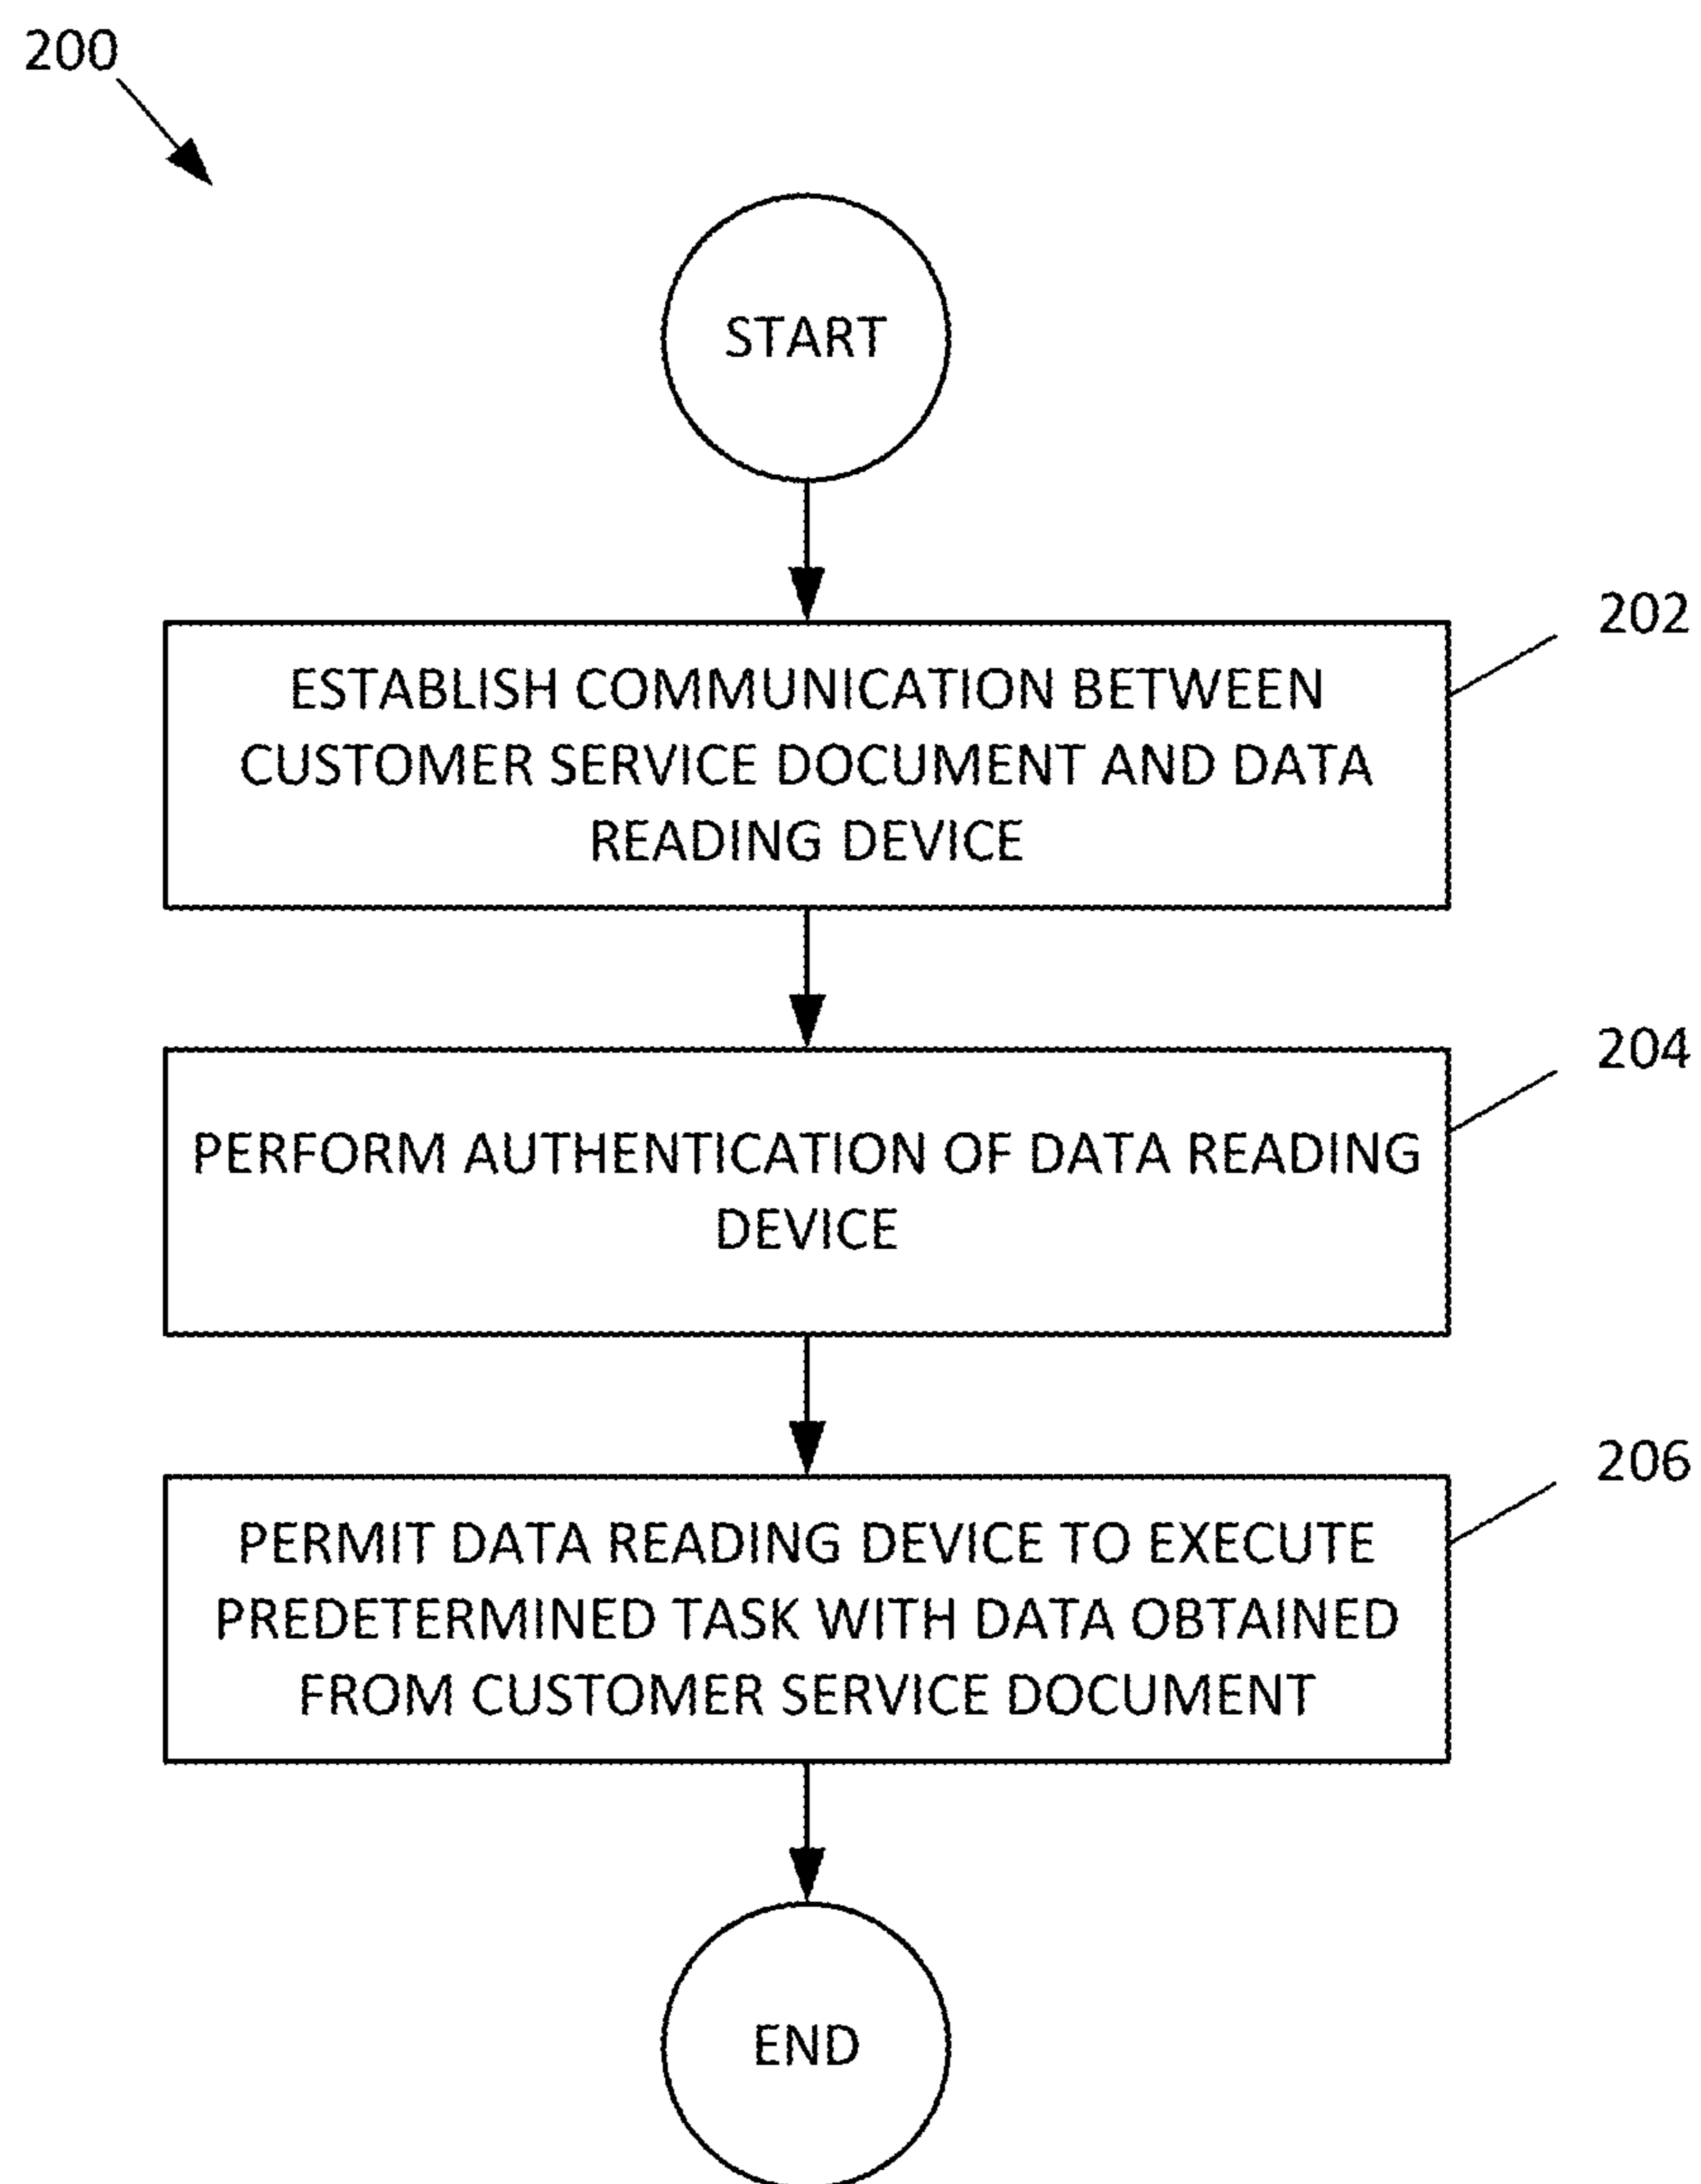 200
START
202
ESTABLISH COMMUNICATION BETWEEN
CUSTOMER SERVICE DOCUMENT AND DATA
READING DEVICE
204
PERFORM AUTHENTICATION OF DATA READING
DEVICE
206
PERMIT DATA READING DEVICE TO EXECUTE
PREDETERMINED TASK WITH DATA OBTAINED
FROM CUSTOMER SERVICE DOCUMENT
END